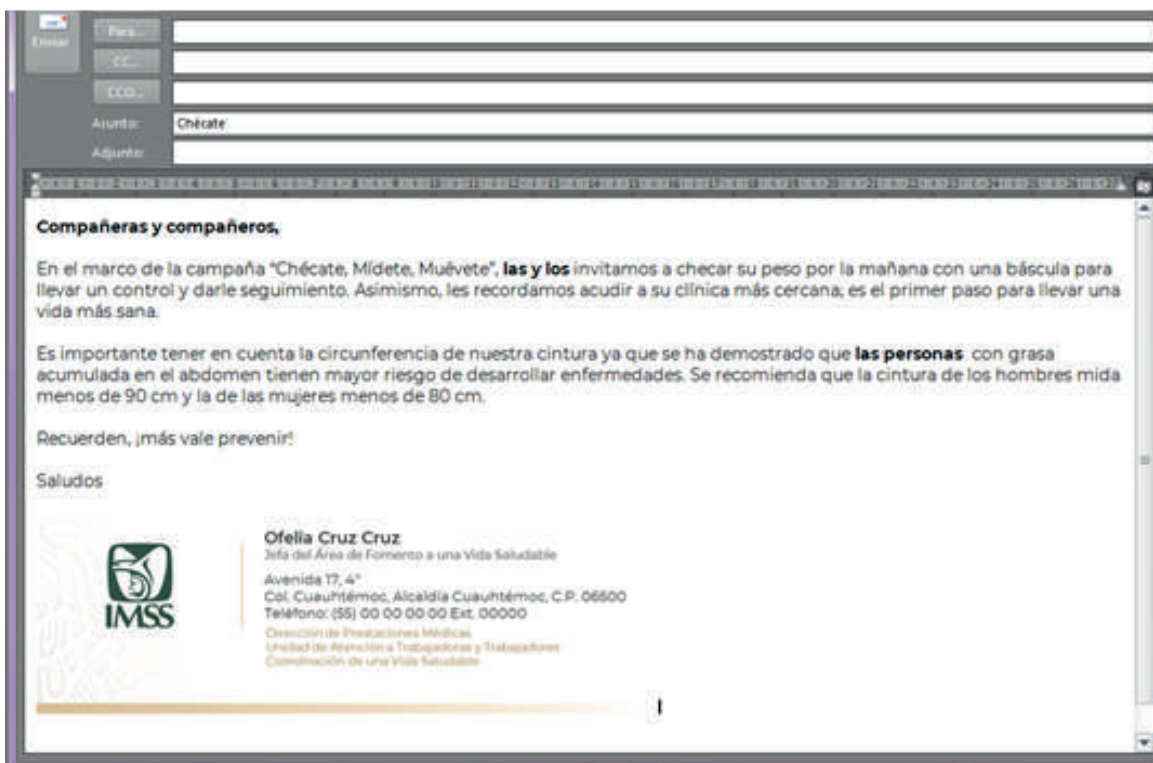 Enviar
Para...
CC...
CCO...
Asunto: Chécate
Adjunto:
Compañeras y compañeros,
En el marco de la campaña “Chécate, Mídete, Muévete”, las y los invitamos a checar su peso por la mañana con una báscula para
llevar un control y darle seguimiento. Asimismo, les recordamos acudir a su clínica más cercana, es el primer paso para llevar una
vida más sana.
Es importante tener en cuenta la circunferencia de nuestra cintura ya que se ha demostrado que las personas con grasa
acumulada en el abdomen tienen mayor riesgo de desarrollar enfermedades. Se recomienda que la cintura de los hombres mida
menos de 90 cm y la de las mujeres menos de 80 cm.
Recuerden, ¡más vale prevenir!
Saludos
IMSS
Ofelia Cruz Cruz
Jefa del Área de Fomento a una Vida Saludable
Avenida 17, 4°
Col. Cuauhtémoc, Alcaldía Cuauhtémoc, C.P. 06500
Teléfono: (55) 00 00 00 00 Ext. 00000
Dirección de Prestaciones Médicas
Unidad de Atención a Trabajadoras y Trabajadores
Coordinación de una Vida Saludable